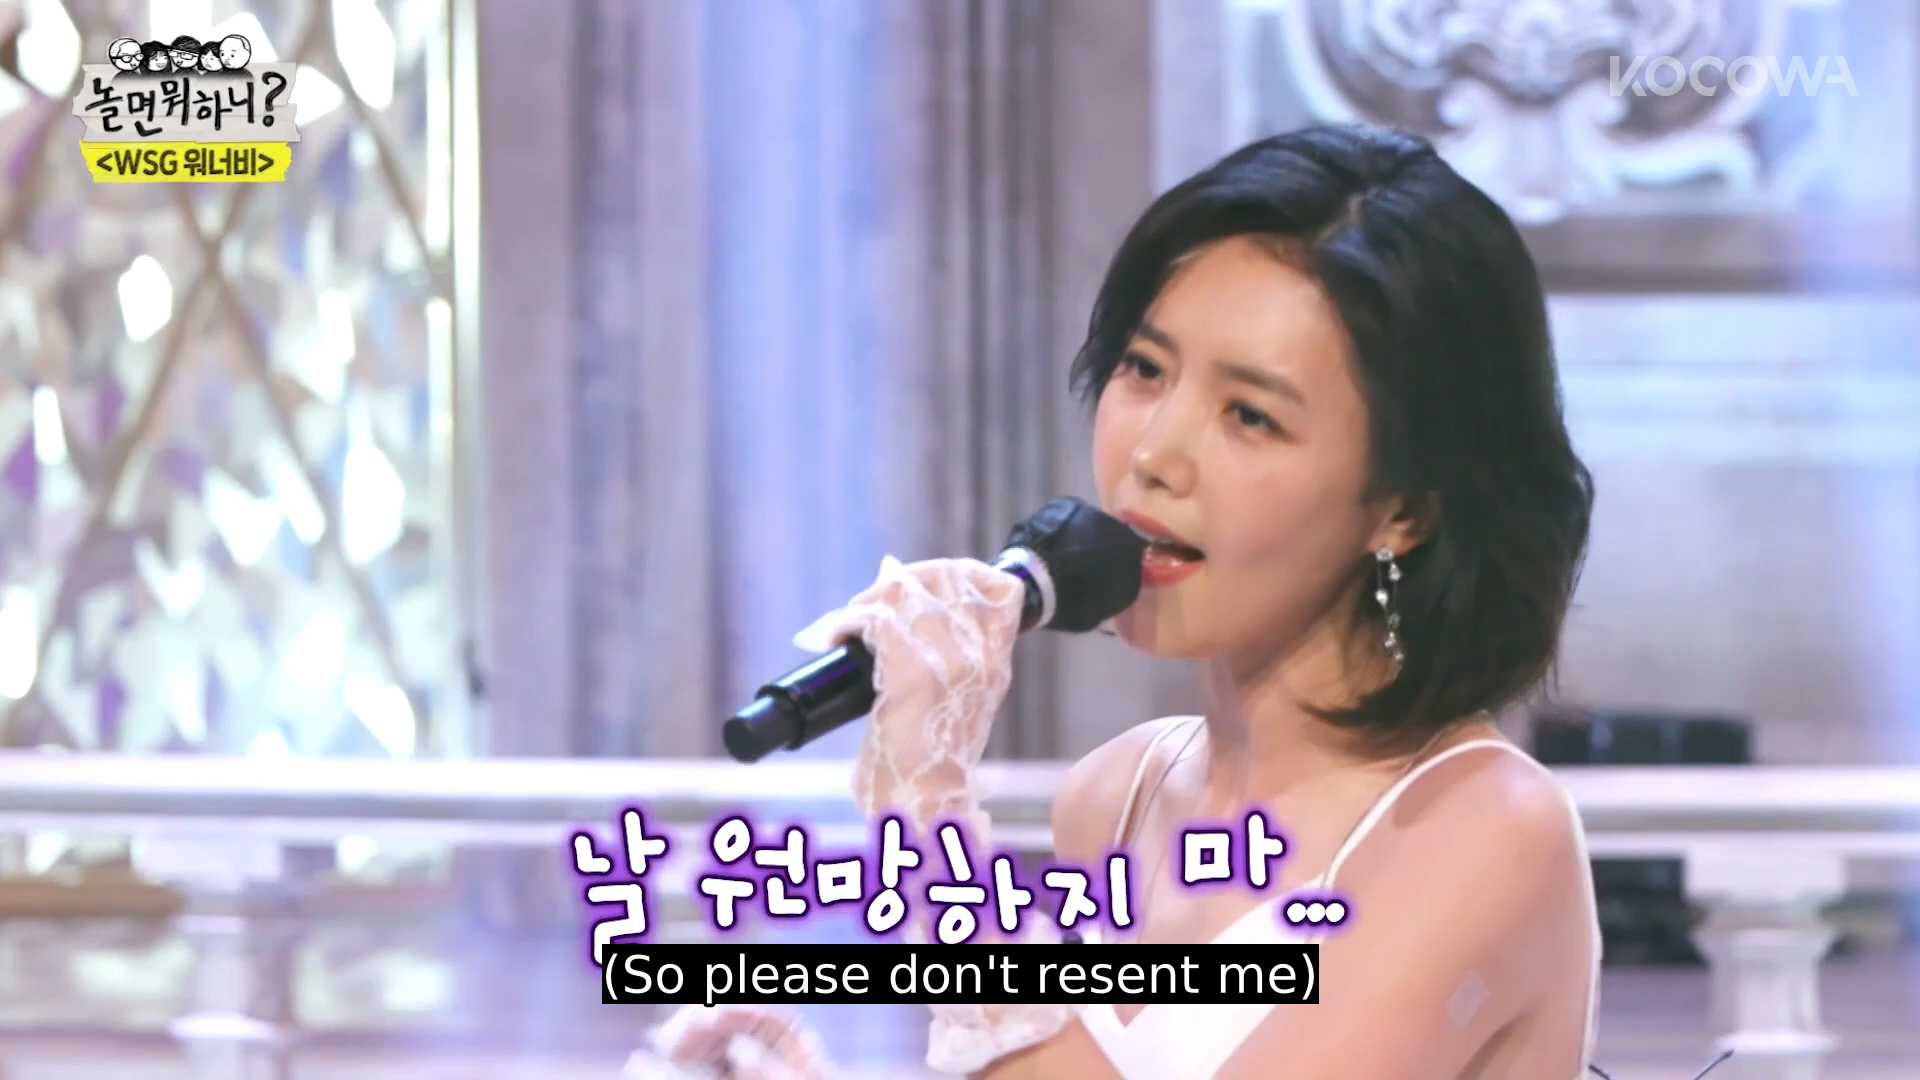 놀면 뭐하니?
<WSG 워너비>
KOCOWA
날 원망하지 마...
(So please don't resent me)